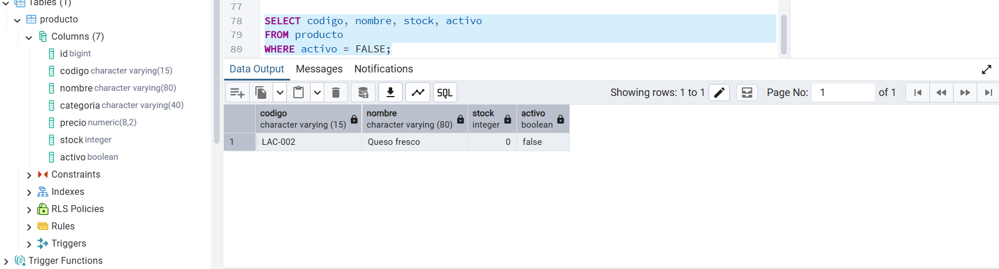 Tables (1)
producto
Columns (7)
id bigint
codigo character varying(15)
nombre character varying(80)
categoria character varying(40)
precio numeric(8,2)
stock integer
activo boolean
Constraints
Indexes
RLS Policies
Rules
Triggers
Trigger Functions
77
78 SELECT codigo, nombre, stock, activo
79 FROM producto
80 WHERE activo = FALSE;
Data Output Messages Notifications
SQL Showing rows: 1 to 1 Page No: 1 of 1
codigo nombre stock activo
character varying (15) character varying (80) integer boolean
1 LAC-002 Queso fresco 0 false